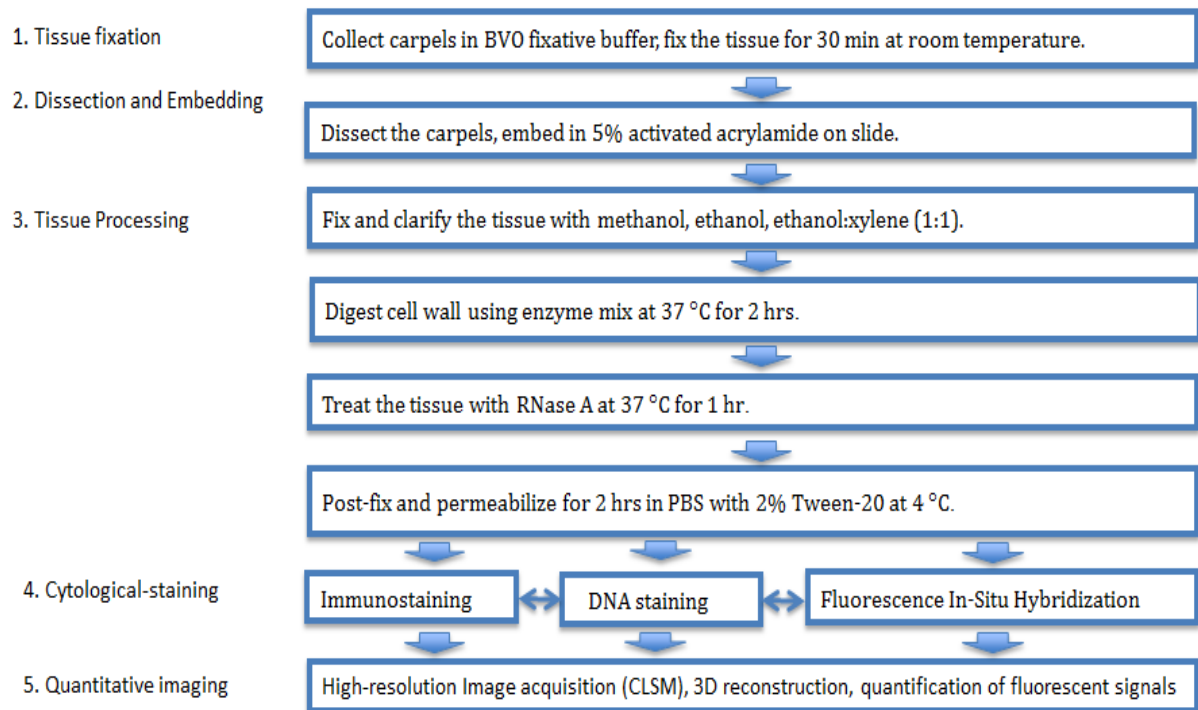 1. Tissue fixation
Collect carpels in BVO fixative buffer, fix the tissue for 30 min at room temperature.
2. Dissection and Embedding
Dissect the carpels, embed in 5% activated acrylamide on slide.
3. Tissue Processing
Fix and clarify the tissue with methanol, ethanol, ethanol:xylene (1:1).
Digest cell wall using enzyme mix at 37 °C for 2 hrs.
Treat the tissue with RNase A at 37 °C for 1 hr.
Post-fix and permeabilize for 2 hrs in PBS with 2% Tween-20 at 4 °C.
4. Cytological-staining
Immunostaining
DNA staining
Fluorescence In-Situ Hybridization
5. Quantitative imaging
High-resolution Image acquisition (CLSM), 3D reconstruction, quantification of fluorescent signals